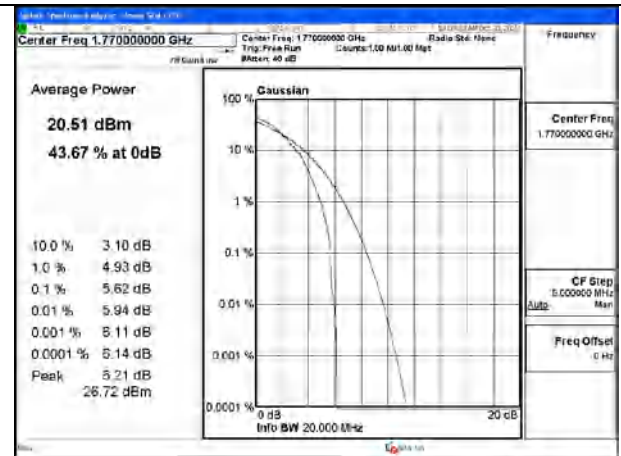 Center Freq 1.770000000 GHz
Center Freq: 1.770000000 GHz
Radio Std: None
Trig: Free Run
Counts:1.00 M/1.00 Mpt
#Atten: 40 dB
Frequency
Average Power
20.51 dBm
43.67 % at 0dB
10.0 % 3.10 dB
1.0 % 4.93 dB
0.1 % 5.62 dB
0.01 % 5.94 dB
0.001 % 6.11 dB
0.0001 % 6.14 dB
Peak 6.21 dB
26.72 dBm
Gaussian
100 %
10 %
1 %
0.1 %
0.01 %
0.001 %
0.0001 %
0 dB
20 dB
Info BW 20.000 MHz
Center Freq
1.770000000 GHz
CF Step
5.000000 MHz
Auto Man
Freq Offset
0 Hz